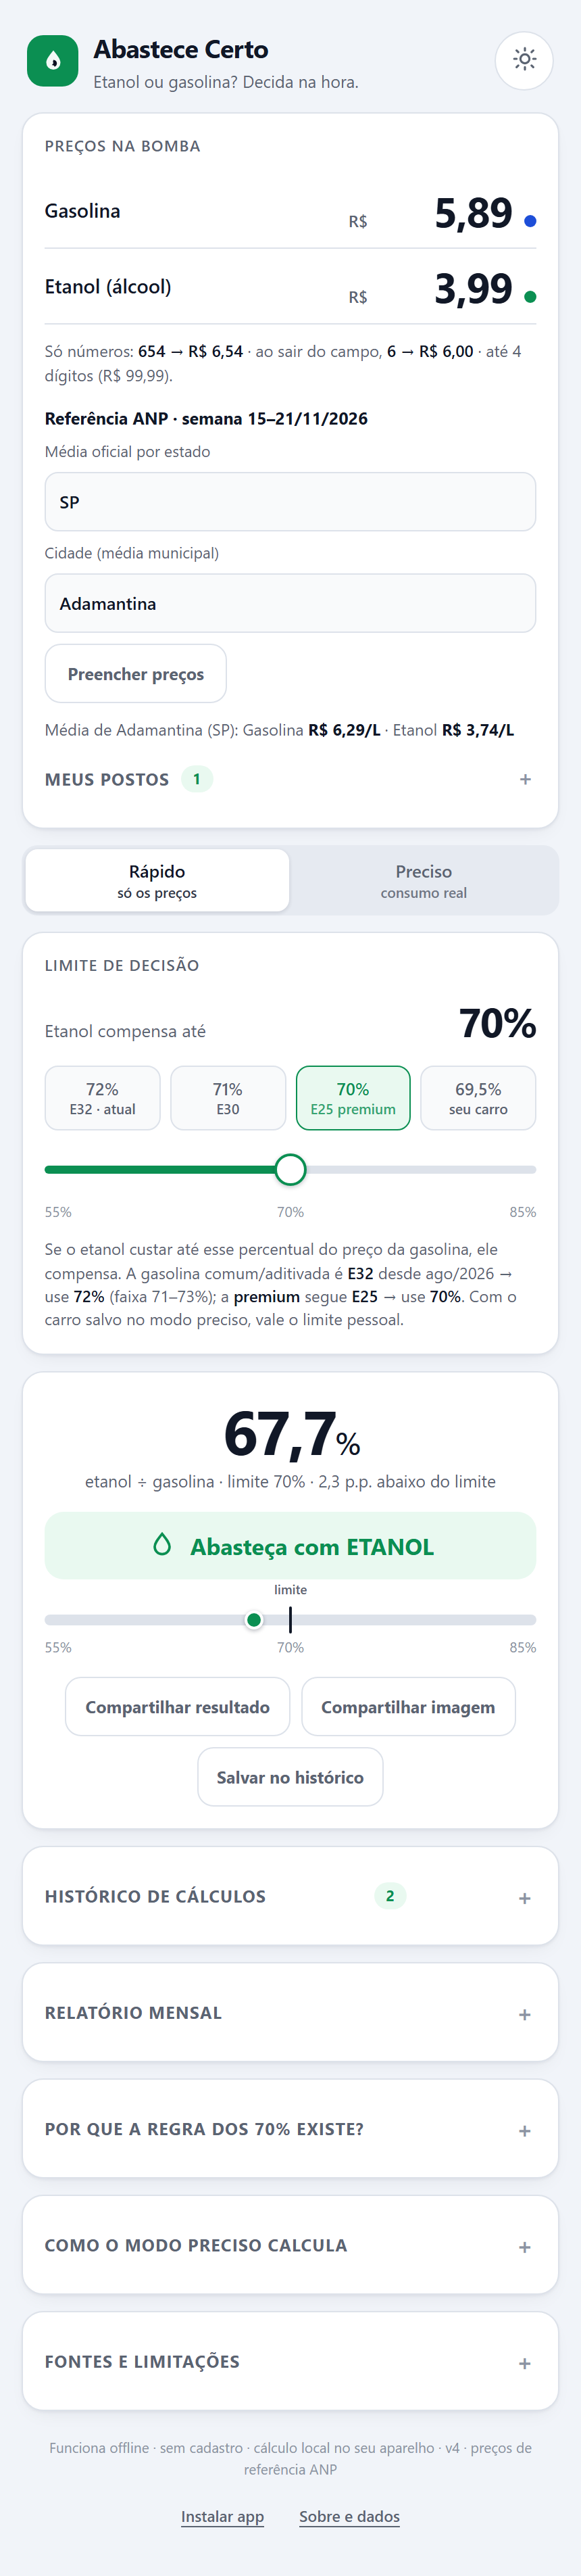 Abastece Certo
Etanol ou gasolina? Decida na hora.
PREÇOS NA BOMBA
Gasolina R$ 5,89
Etanol (álcool) R$ 3,99
Só números: 654 → R$ 6,54 · ao sair do campo, 6 → R$ 6,00 · até 4
dígitos (R$ 99,99).
Referência ANP · semana 15–21/11/2026
Média oficial por estado
SP
Cidade (média municipal)
Adamantina
Preencher preços
Média de Adamantina (SP): Gasolina R$ 6,29/L · Etanol R$ 3,74/L
MEUS POSTOS 1 +
Rápido Preciso
só os preços consumo real
LIMITE DE DECISÃO
Etanol compensa até 70%
72% 71% 70% 69,5%
E32 · atual E30 E25 premium seu carro
55% 70% 85%
Se o etanol custar até esse percentual do preço da gasolina, ele
compensa. A gasolina comum/aditivada é E32 desde ago/2026 →
use 72% (faixa 71–73%); a premium segue E25 → use 70%. Com o
carro salvo no modo preciso, vale o limite pessoal.
67,7%
etanol ÷ gasolina · limite 70% · 2,3 p.p. abaixo do limite
Abasteça com ETANOL
limite
55% 70% 85%
Compartilhar resultado Compartilhar imagem
Salvar no histórico
HISTÓRICO DE CÁLCULOS 2 +
RELATÓRIO MENSAL +
POR QUE A REGRA DOS 70% EXISTE? +
COMO O MODO PRECISO CALCULA +
FONTES E LIMITAÇÕES +
Funciona offline · sem cadastro · cálculo local no seu aparelho · v4 · preços de
referência ANP
Instalar app Sobre e dados